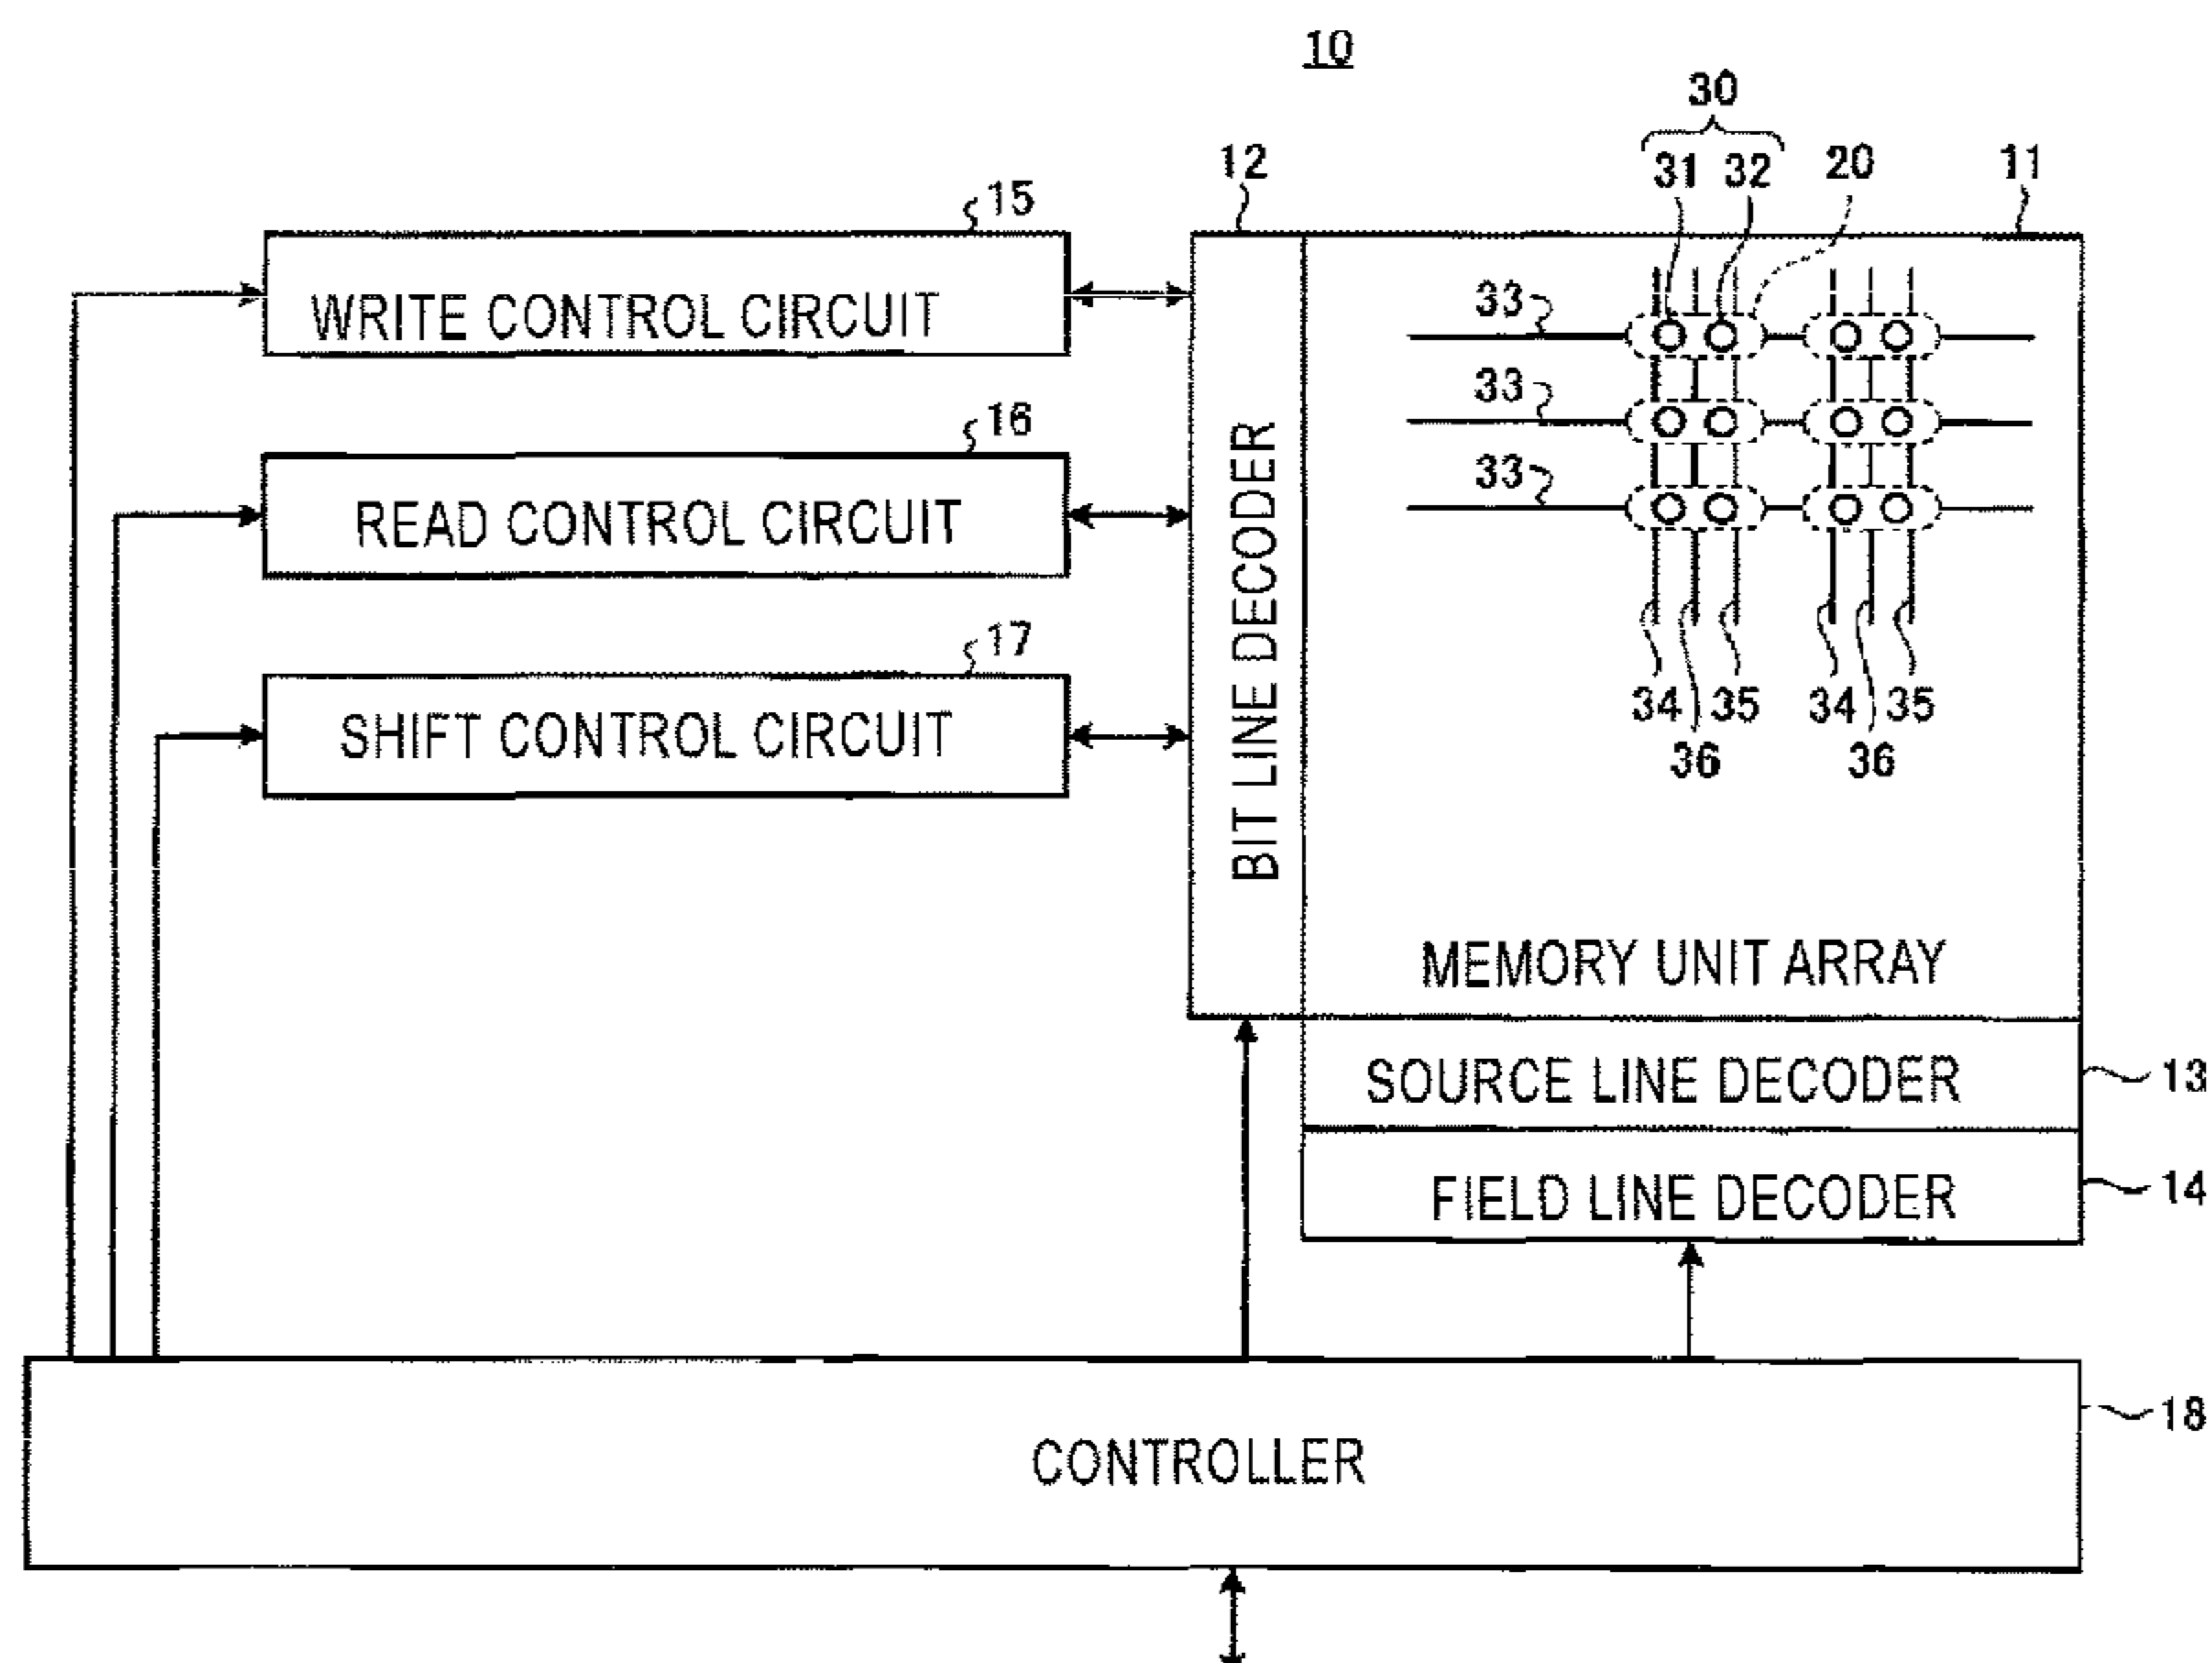 10
30
12
31 32
20
11
15
WRITE CONTROL CIRCUIT
33
33
33
16
READ CONTROL CIRCUIT
17
SHIFT CONTROL CIRCUIT
BIT LINE DECODER
34 35 34 35
36 36
MEMORY UNIT ARRAY
SOURCE LINE DECODER
13
FIELD LINE DECODER
14
18
CONTROLLER